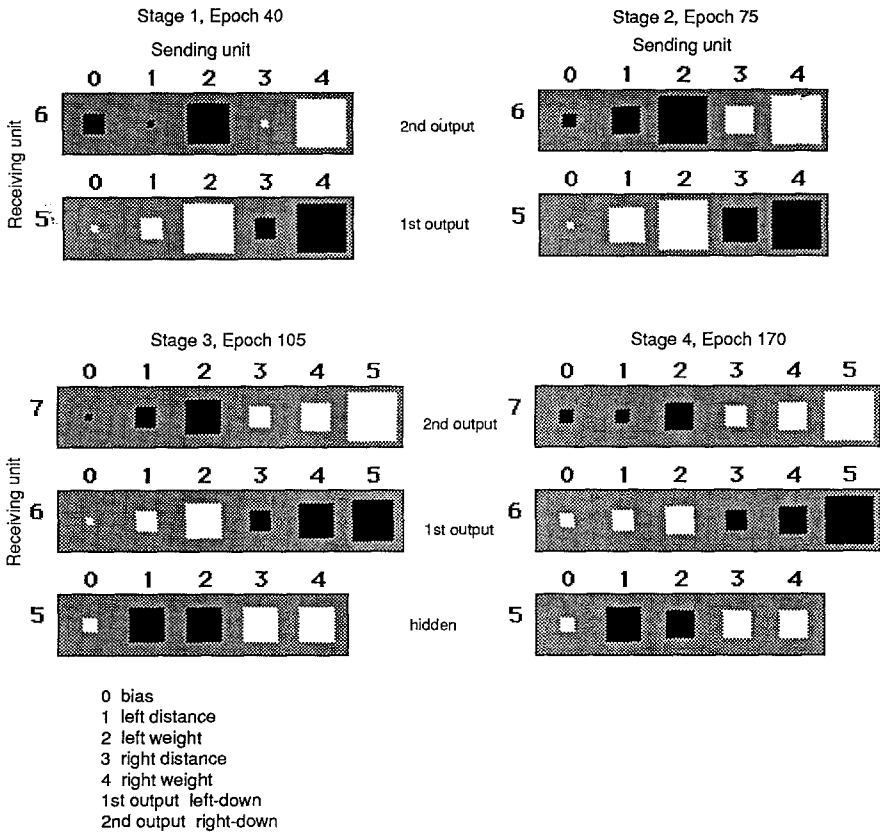 Stage 1, Epoch 40
Stage 2, Epoch 75
Sending unit
Sending unit
0 1 2 3 4
0 1 2 3 4
6
2nd output
6
0 1 2 3 4
0 1 2 3 4
Receiving unit
5
1st output
5
Stage 3, Epoch 105
Stage 4, Epoch 170
0 1 2 3 4 5
0 1 2 3 4 5
7
2nd output
7
0 1 2 3 4 5
0 1 2 3 4 5
Receiving unit
6
1st output
6
0 1 2 3 4
0 1 2 3 4
5
hidden
5
0 bias
1 left distance
2 left weight
3 right distance
4 right weight
1st output left-down
2nd output right-down